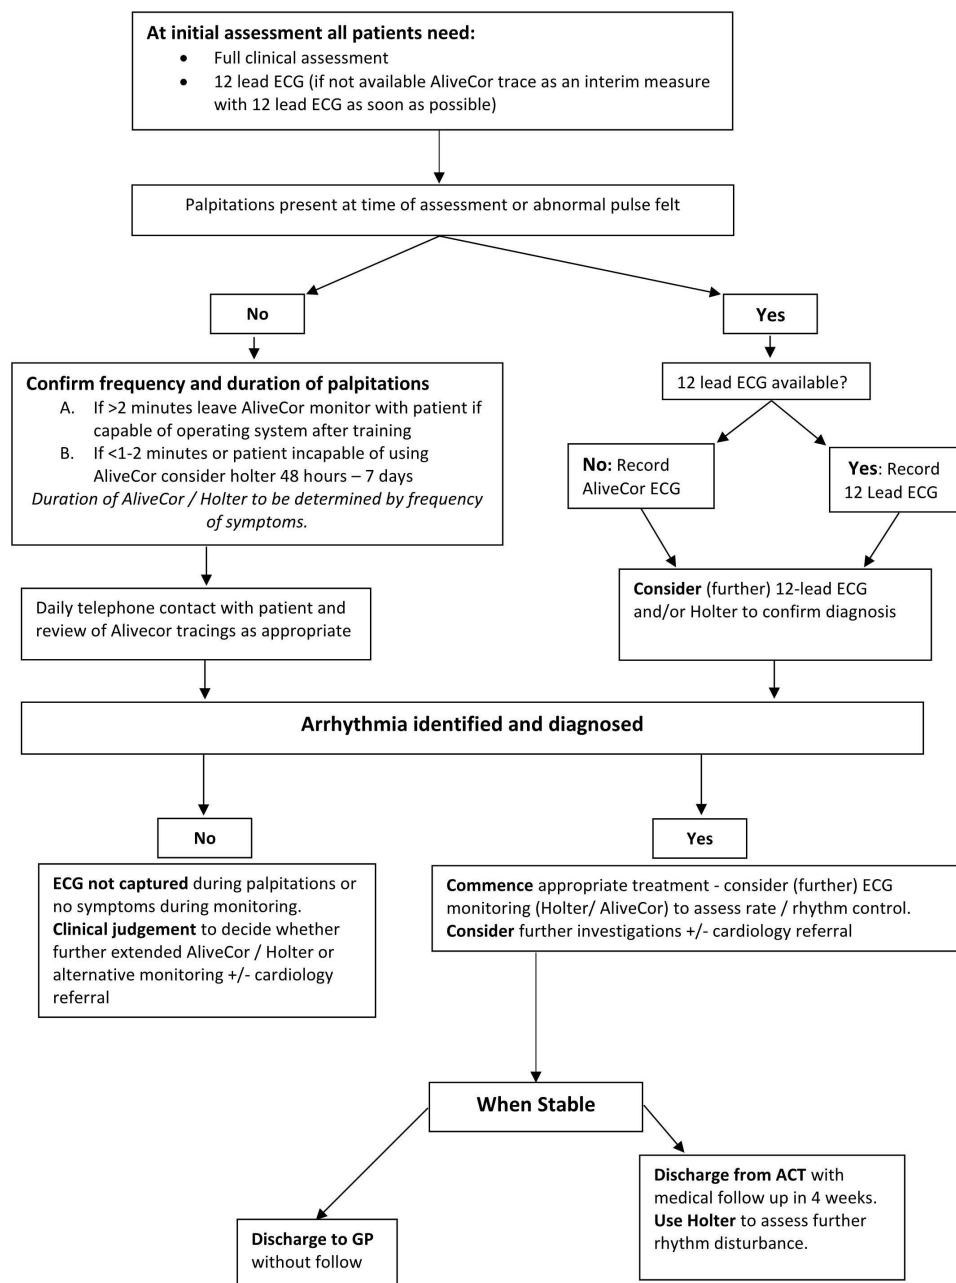 At initial assessment all patients need:
• Full clinical assessment
• 12 lead ECG (if not available AliveCor trace as an interim measure
with 12 lead ECG as soon as possible)
Palpitations present at time of assessment or abnormal pulse felt
No
Yes
Confirm frequency and duration of palpitations
A. If >2 minutes leave AliveCor monitor with patient if
capable of operating system after training
B. If <1-2 minutes or patient incapable of using
AliveCor consider holter 48 hours – 7 days
Duration of AliveCor / Holter to be determined by frequency
of symptoms.
12 lead ECG available?
No: Record
AliveCor ECG
Yes: Record
12 Lead ECG
Daily telephone contact with patient and
review of Alivecor tracings as appropriate
Consider (further) 12-lead ECG
and/or Holter to confirm diagnosis
Arrhythmia identified and diagnosed
No
Yes
ECG not captured during palpitations or
no symptoms during monitoring.
Clinical judgement to decide whether
further extended AliveCor / Holter or
alternative monitoring +/- cardiology
referral
Commence appropriate treatment - consider (further) ECG
monitoring (Holter/ AliveCor) to assess rate / rhythm control.
Consider further investigations +/- cardiology referral
When Stable
Discharge to GP
without follow
Discharge from ACT with
medical follow up in 4 weeks.
Use Holter to assess further
rhythm disturbance.